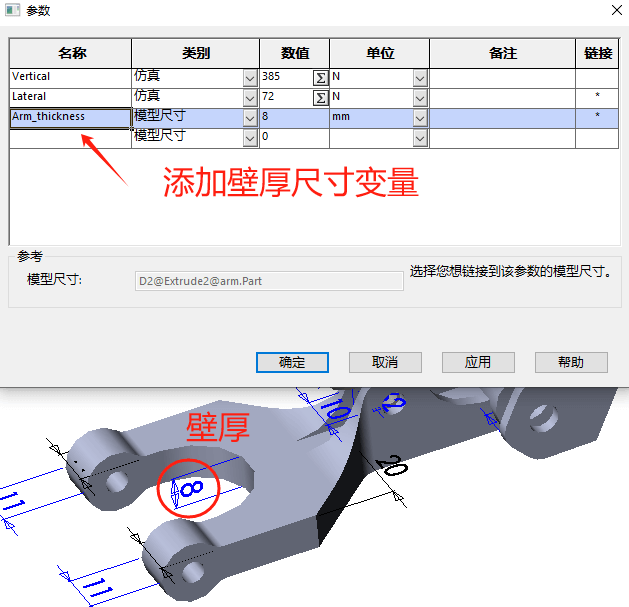 参数
名称 类别 数值 单位 备注 链接
Vertical 仿真 385 Σ N
Lateral 仿真 72 Σ N *
Arm_thickness 模型尺寸 8 mm *
模型尺寸 0
添加壁厚尺寸变量
参考
模型尺寸: D2@Extrude2@arm.Part 选择您想链接到该参数的模型尺寸。
确定 取消 应用 帮助
壁厚
10
20
8
11
11